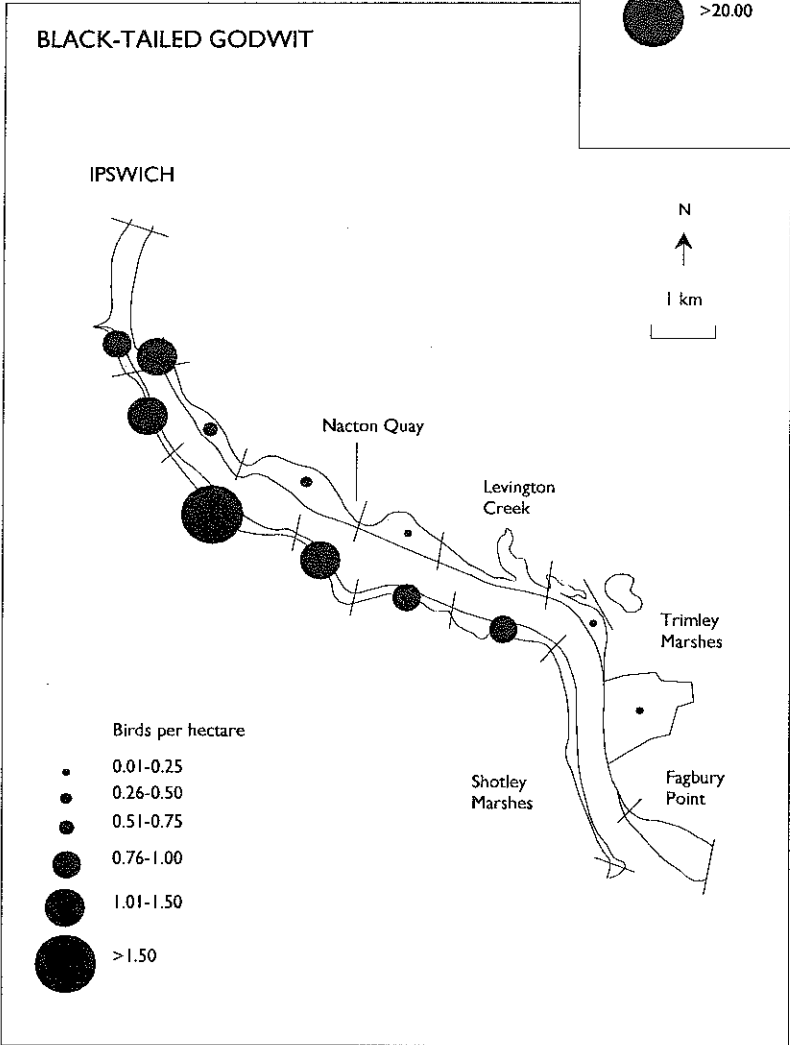 >20.00
BLACK-TAILED GODWIT
IPSWICH
N
1 km
Nacton Quay
Levington
Creek
Trimley
Marshes
Birds per hectare
0.01-0.25
0.26-0.50
0.51-0.75
0.76-1.00
1.01-1.50
>1.50
Shotley
Marshes
Fagbury
Point